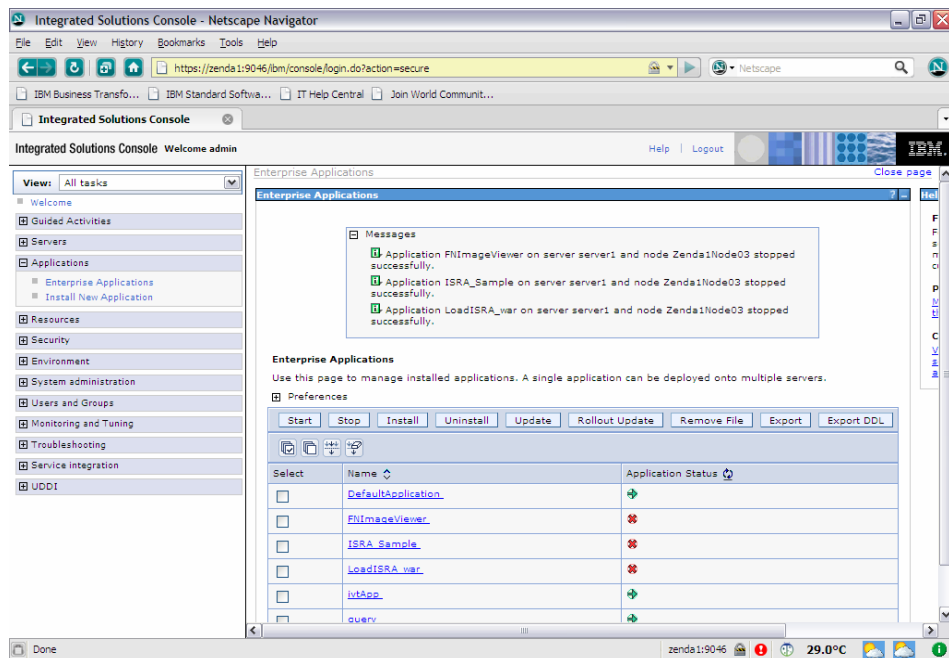 Integrated Solutions Console - Netscape Navigator
File Edit View History Bookmarks Tools Help
https://zenda1:9046/ibm/console/login.do?action=secure
Netscape
IBM Business Transfo... IBM Standard Softwa... IT Help Central Join World Communit...
Integrated Solutions Console
Integrated Solutions Console Welcome admin
Help | Logout
IBM.
View: All tasks
Welcome
Guided Activities
Servers
Applications
Enterprise Applications
Install New Application
Resources
Security
Environment
System administration
Users and Groups
Monitoring and Tuning
Troubleshooting
Service integration
UDDI
Enterprise Applications
Close page
Enterprise Applications ? -
Hel
Messages
Application FNImageViewer on server server1 and node Zenda1Node03 stopped
successfully.
Application ISRA_Sample on server server1 and node Zenda1Node03 stopped
successfully.
Application LoadISRA_war on server server1 and node Zenda1Node03 stopped
successfully.
Enterprise Applications
Use this page to manage installed applications. A single application can be deployed onto multiple servers.
Preferences
Start Stop Install Uninstall Update Rollout Update Remove File Export Export DDL
Select Name Application Status
DefaultApplication
FNImageViewer
ISRA_Sample
LoadISRA_war
ivtApp
query
Done
zenda1:9046
29.0°C